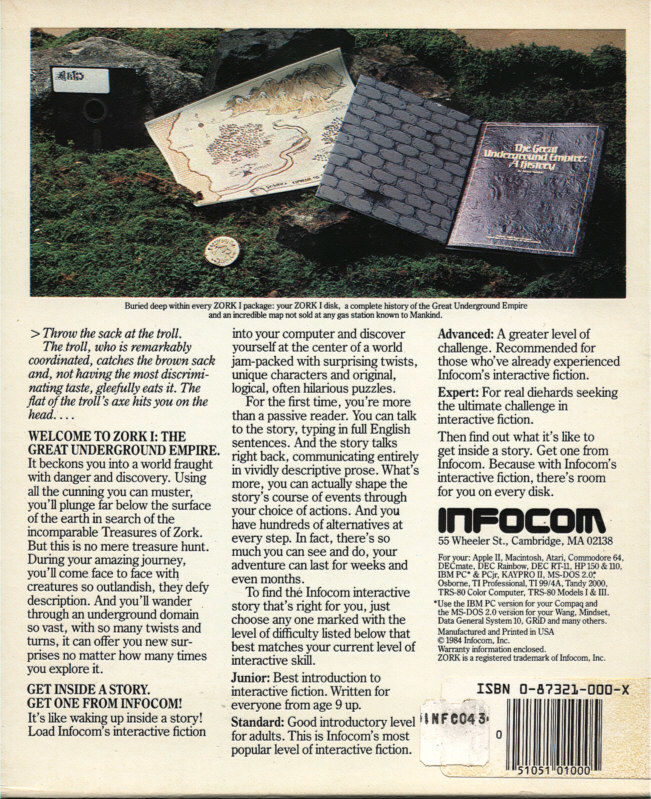 The Great
Underground Empire:
A History
Buried deep within every ZORK I package: your ZORK I disk, a complete history of the Great Underground Empire
and an incredible map not sold at any gas station known to Mankind.
> Throw the sack at the troll.
The troll, who is remarkably
coordinated, catches the brown sack
and, not having the most discrimi-
nating taste, gleefully eats it. The
flat of the troll's axe hits you on the
head. . . .
WELCOME TO ZORK I: THE
GREAT UNDERGROUND EMPIRE.
It beckons you into a world fraught
with danger and discovery. Using
all the cunning you can muster,
you'll plunge far below the surface
of the earth in search of the
incomparable Treasures of Zork.
But this is no mere treasure hunt.
During your amazing journey,
you'll come face to face with
creatures so outlandish, they defy
description. And you'll wander
through an underground domain
so vast, with so many twists and
turns, it can offer you new sur-
prises no matter how many times
you explore it.
GET INSIDE A STORY.
GET ONE FROM INFOCOM!
It's like waking up inside a story!
Load Infocom's interactive fiction
into your computer and discover
yourself at the center of a world
jam-packed with surprising twists,
unique characters and original,
logical, often hilarious puzzles.
For the first time, you're more
than a passive reader. You can talk
to the story, typing in full English
sentences. And the story talks
right back, communicating entirely
in vividly descriptive prose. What's
more, you can actually shape the
story's course of events through
your choice of actions. And you
have hundreds of alternatives at
every step. In fact, there's so
much you can see and do, your
adventure can last for weeks and
even months.
To find the Infocom interactive
story that's right for you, just
choose any one marked with the
level of difficulty listed below that
best matches your current level of
interactive skill.
Junior: Best introduction to
interactive fiction. Written for
everyone from age 9 up.
Standard: Good introductory level
for adults. This is Infocom's most
popular level of interactive fiction.
Advanced: A greater level of
challenge. Recommended for
those who've already experienced
Infocom's interactive fiction.
Expert: For real diehards seeking
the ultimate challenge in
interactive fiction.
Then find out what it's like to
get inside a story. Get one from
Infocom. Because with Infocom's
interactive fiction, there's room
for you on every disk.
INFOCOM
55 Wheeler St., Cambridge, MA 02138
For your: Apple II, Macintosh, Atari, Commodore 64,
DECmate, DEC Rainbow, DEC RT-11, HP 150 & 110,
IBM PC* & PCjr, KAYPRO II, MS-DOS 2.0*
Osborne, TI Professional, TI 99/4A, Tandy 2000,
TRS-80 Color Computer, TRS-80 Models I & III.
*Use the IBM PC version for your Compaq and
the MS-DOS 2.0 version for your Wang, Mindset,
Data General System 10, GRiD and many others.
Manufactured and Printed in USA
© 1984 Infocom, Inc.
Warranty information enclosed.
ZORK is a registered trademark of Infocom, Inc.
ISBN 0-87321-000-X
INFC043
0
51051 01000